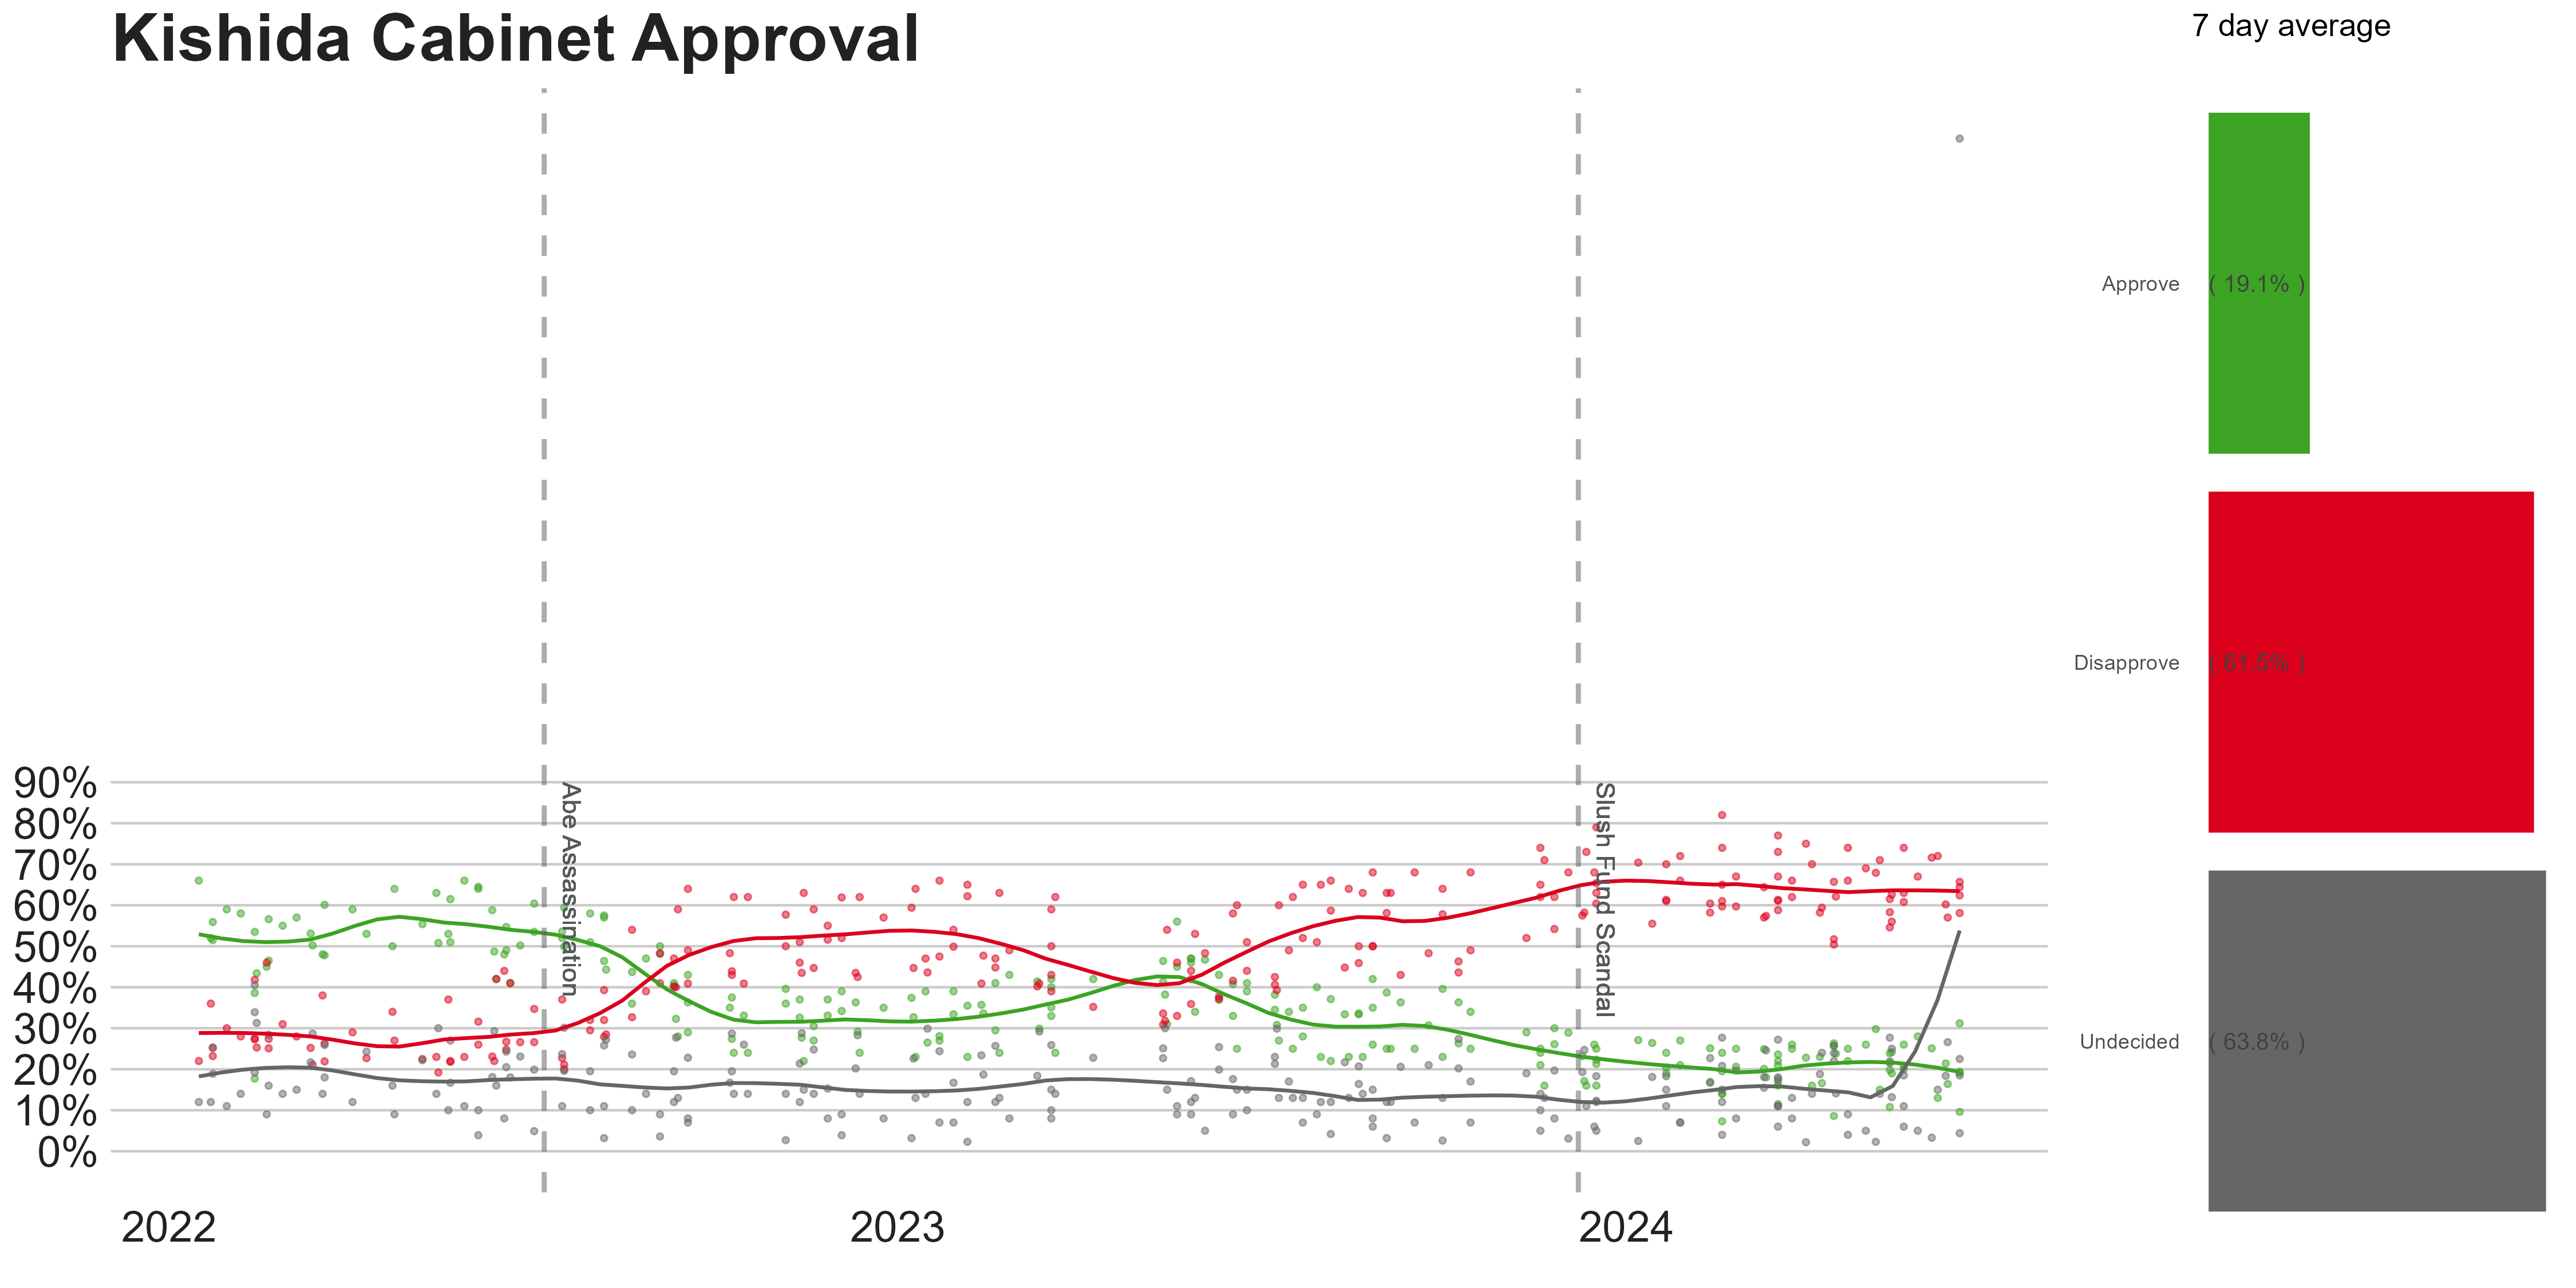 Kishida Cabinet Approval
7 day average
Approve
( 19.1% )
Disapprove
( 61.5% )
Undecided
( 63.8% )
90%
80%
70%
60%
50%
40%
30%
20%
10%
0%
Abe Assassination
Slush Fund Scandal
2022
2023
2024